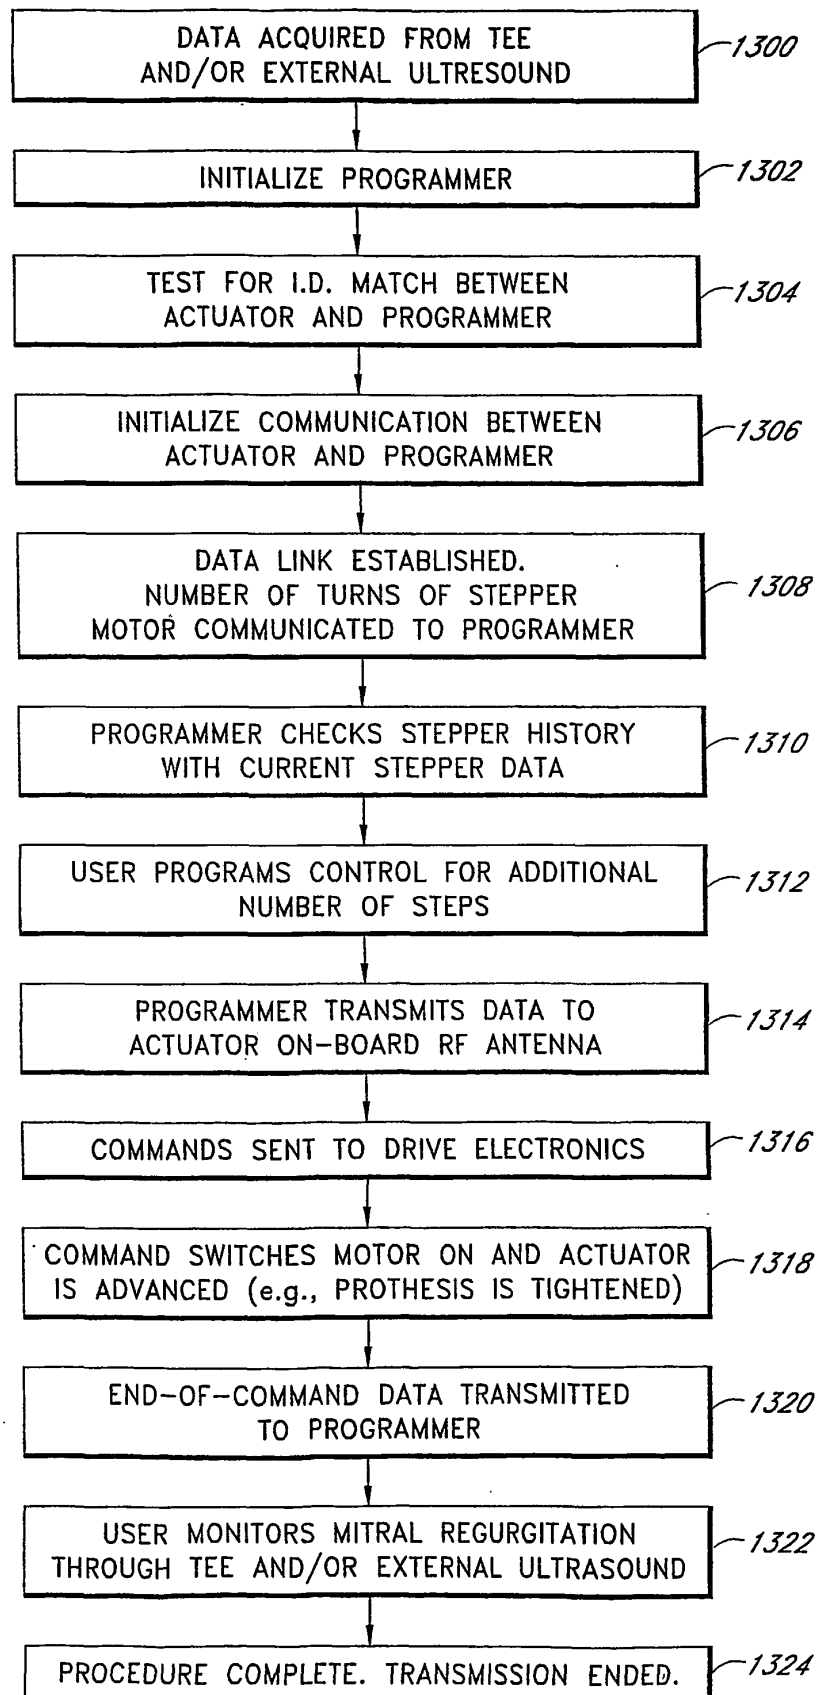 DATA ACQUIRED FROM TEE
AND/OR EXTERNAL ULTRESOUND
1300
INITIALIZE PROGRAMMER
1302
TEST FOR I.D. MATCH BETWEEN
ACTUATOR AND PROGRAMMER
1304
INITIALIZE COMMUNICATION BETWEEN
ACTUATOR AND PROGRAMMER
1306
DATA LINK ESTABLISHED.
NUMBER OF TURNS OF STEPPER
MOTOR COMMUNICATED TO PROGRAMMER
1308
PROGRAMMER CHECKS STEPPER HISTORY
WITH CURRENT STEPPER DATA
1310
USER PROGRAMS CONTROL FOR ADDITIONAL
NUMBER OF STEPS
1312
PROGRAMMER TRANSMITS DATA TO
ACTUATOR ON-BOARD RF ANTENNA
1314
COMMANDS SENT TO DRIVE ELECTRONICS
1316
COMMAND SWITCHES MOTOR ON AND ACTUATOR
IS ADVANCED (e.g., PROTHESIS IS TIGHTENED)
1318
END-OF-COMMAND DATA TRANSMITTED
TO PROGRAMMER
1320
USER MONITORS MITRAL REGURGITATION
THROUGH TEE AND/OR EXTERNAL ULTRASOUND
1322
PROCEDURE COMPLETE. TRANSMISSION ENDED.
1324